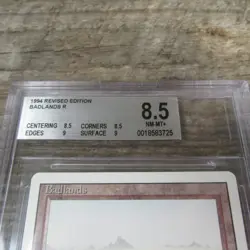 1994 REVISED EDITION
BADLANDS R
8.5
NM-MT+
CENTERING 8.5 CORNERS 8.5
EDGES 9 SURFACE 9
0018563725
Badlands